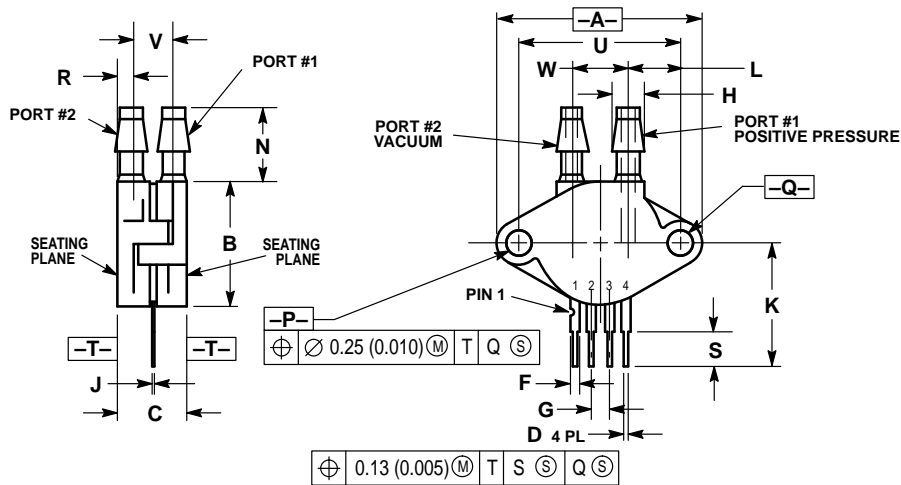 V
R
PORT #1
PORT #2
N
B
SEATING
PLANE
SEATING
PLANE
–T–
–T–
J
C
–A–
U
W
L
H
PORT #2
VACUUM
PORT #1
POSITIVE PRESSURE
–Q–
PIN 1
1 2 3 4
K
S
–P–
⌖ ∅ 0.25 (0.010) Ⓜ T Q Ⓢ
F
G
D 4 PL
⌖ 0.13 (0.005) Ⓜ T S Ⓢ Q Ⓢ